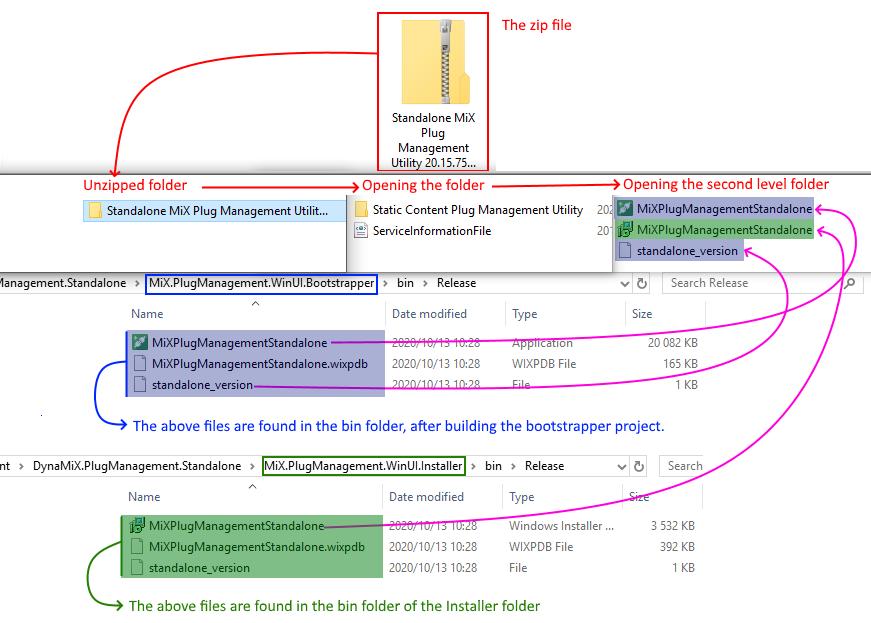 The zip file
Standalone MiX
Plug
Management
Utility 20.15.75...
Unzipped folder
Opening the folder
Opening the second level folder
Standalone MiX Plug Management Utilit...
Static Content Plug Management Utility
202
ServiceInformationFile
201
MiXPlugManagementStandalone
MiXPlugManagementStandalone
standalone_version
Management.Standalone > MiX.PlugManagement.WinUI.Bootstrapper > bin > Release
Search Release
Name Date modified Type Size
MiXPlugManagementStandalone 2020/10/13 10:28 Application 20 082 KB
MiXPlugManagementStandalone.wixpdb 2020/10/13 10:28 WIXPDB File 165 KB
standalone_version 2020/10/13 10:28 File 1 KB
The above files are found in the bin folder, after building the bootstrapper project.
nt > DynaMiX.PlugManagement.Standalone > MiX.PlugManagement.WinUI.Installer > bin > Release
Search
Name Date modified Type Size
MiXPlugManagementStandalone 2020/10/13 10:28 Windows Installer ... 3 532 KB
MiXPlugManagementStandalone.wixpdb 2020/10/13 10:28 WIXPDB File 392 KB
standalone_version 2020/10/13 10:28 File 1 KB
The above files are found in the bin folder of the Installer folder